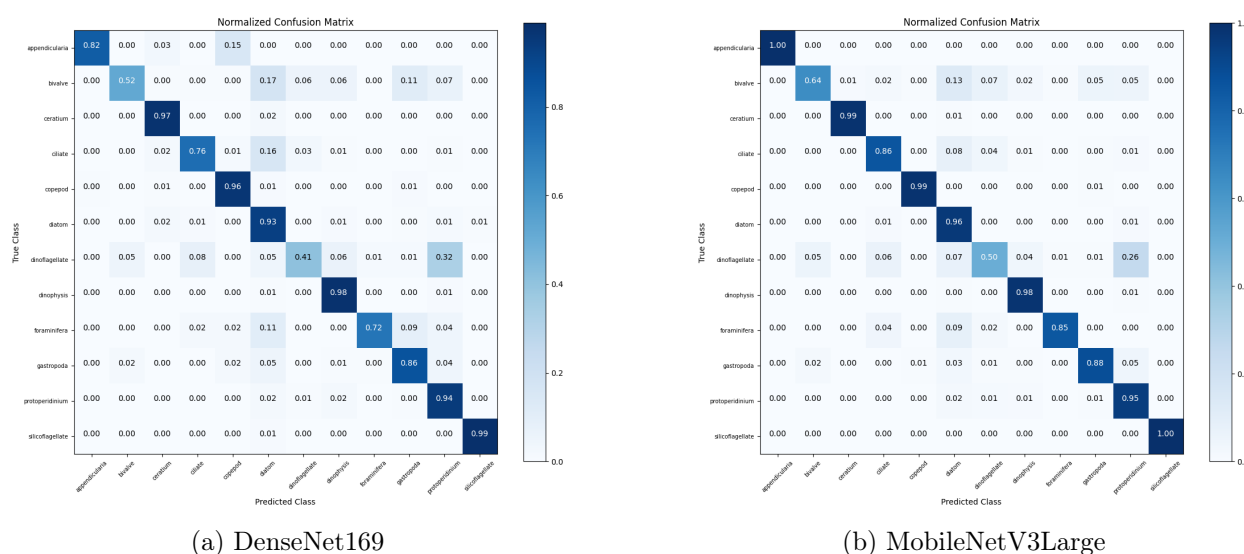 Normalized Confusion Matrix
True Class
appendicularia 0.82 0.00 0.03 0.00 0.15 0.00 0.00 0.00 0.00 0.00 0.00 0.00
bivalve 0.00 0.52 0.00 0.00 0.00 0.17 0.06 0.06 0.00 0.11 0.07 0.00
ceratium 0.00 0.00 0.97 0.00 0.00 0.02 0.00 0.00 0.00 0.00 0.00 0.00
ciliate 0.00 0.00 0.02 0.76 0.01 0.16 0.03 0.01 0.00 0.00 0.01 0.00
copepod 0.00 0.00 0.01 0.00 0.96 0.01 0.00 0.00 0.00 0.01 0.00 0.00
diatom 0.00 0.00 0.02 0.01 0.00 0.93 0.00 0.01 0.00 0.00 0.01 0.01
dinoflagellate 0.00 0.05 0.00 0.08 0.00 0.05 0.41 0.06 0.01 0.01 0.32 0.00
dinophysis 0.00 0.00 0.00 0.00 0.00 0.00 0.00 0.98 0.00 0.00 0.01 0.00
foraminifera 0.00 0.00 0.00 0.02 0.02 0.11 0.00 0.00 0.72 0.09 0.04 0.00
gastropoda 0.00 0.02 0.00 0.00 0.02 0.05 0.00 0.01 0.00 0.86 0.04 0.00
protoperidinium 0.00 0.00 0.00 0.00 0.00 0.02 0.01 0.02 0.00 0.00 0.94 0.00
silicoflagellate 0.00 0.00 0.00 0.00 0.00 0.01 0.00 0.00 0.00 0.00 0.00 0.99
appendicularia bivalve ceratium ciliate copepod diatom dinoflagellate dinophysis foraminifera gastropoda protoperidinium silicoflagellate
Predicted Class
0.8
0.6
0.4
0.2
0.0
(a) DenseNet169
Normalized Confusion Matrix
True Class
appendicularia 1.00 0.00 0.00 0.00 0.00 0.00 0.00 0.00 0.00 0.00 0.00 0.00
bivalve 0.00 0.64 0.01 0.02 0.00 0.13 0.07 0.02 0.00 0.05 0.05 0.00
ceratium 0.00 0.00 0.99 0.00 0.00 0.01 0.00 0.00 0.00 0.00 0.00 0.00
ciliate 0.00 0.00 0.00 0.86 0.00 0.08 0.04 0.01 0.00 0.00 0.01 0.00
copepod 0.00 0.00 0.00 0.00 0.99 0.00 0.00 0.00 0.00 0.01 0.00 0.00
diatom 0.00 0.00 0.01 0.01 0.00 0.96 0.00 0.00 0.00 0.00 0.01 0.00
dinoflagellate 0.00 0.05 0.00 0.06 0.00 0.07 0.50 0.04 0.01 0.01 0.26 0.00
dinophysis 0.00 0.00 0.00 0.00 0.00 0.00 0.00 0.98 0.00 0.00 0.01 0.00
foraminifera 0.00 0.00 0.00 0.04 0.00 0.09 0.02 0.00 0.85 0.00 0.00 0.00
gastropoda 0.00 0.02 0.00 0.00 0.01 0.03 0.01 0.00 0.00 0.88 0.05 0.00
protoperidinium 0.00 0.00 0.00 0.00 0.00 0.02 0.01 0.01 0.00 0.00 0.95 0.00
silicoflagellate 0.00 0.00 0.00 0.00 0.00 0.00 0.00 0.00 0.00 0.00 0.00 1.00
appendicularia bivalve ceratium ciliate copepod diatom dinoflagellate dinophysis foraminifera gastropoda protoperidinium silicoflagellate
Predicted Class
(b) MobileNetV3Large